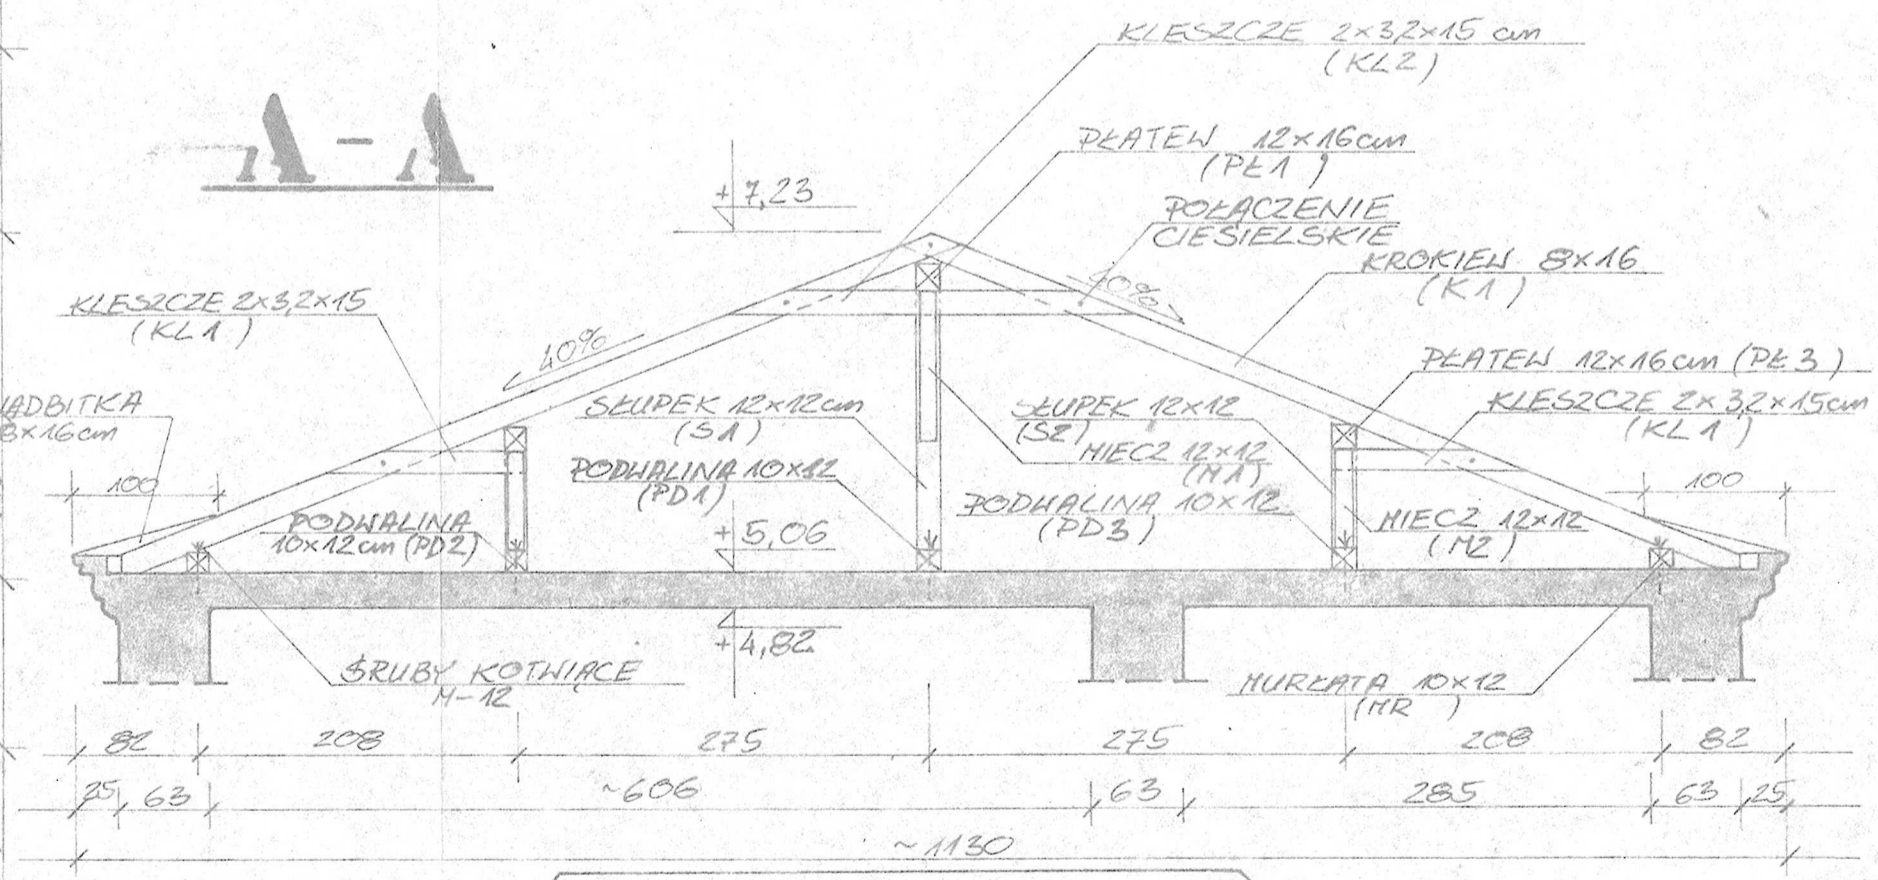 A-A
KLESZCZE 2×3,2×15 cm
(KL2)
PŁATEW 12×16cm
(PŁ1)
+7,23
POŁĄCZENIE
CIESIELSKIE
KROKIEW 8×16
(K1)
40%
KLESZCZE 2×3,2×15
(KL1)
40%
PŁATEW 12×16cm (PŁ3)
KLESZCZE 2×3,2×15cm
(KL1)
ADBITKA
8×16cm
SŁUPEK 12×12cm
(S1)
SŁUPEK 12×12
(S2)
MIECZ 12×12
(M1)
PODWALINA 10×12
(PD1)
100
100
PODWALINA 10×12
(PD3)
PODWALINA
10×12cm (PD2)
MIECZ 12×12
(M2)
+5,06
+4,82
ŚRUBY KOTWIĄCE
M-12
MURŁATA 10×12
(MR )
82 208 275 275 208 82
25 63 ~606 63 285 63 25
~1130